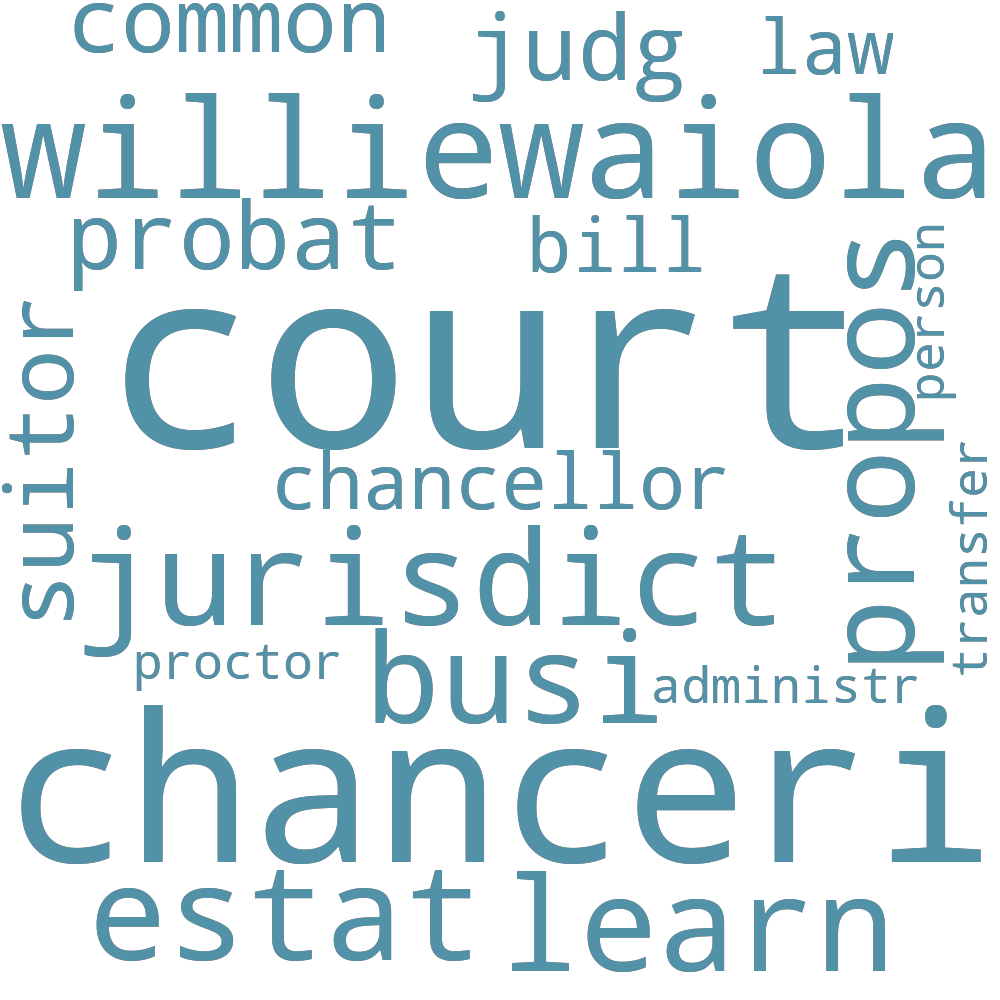 common
judg
law
williewaiola
probat
bill
court
propos
person
suitor
chancellor
transfer
jurisdict
proctor
busi
administr
chanceri
estat
learn